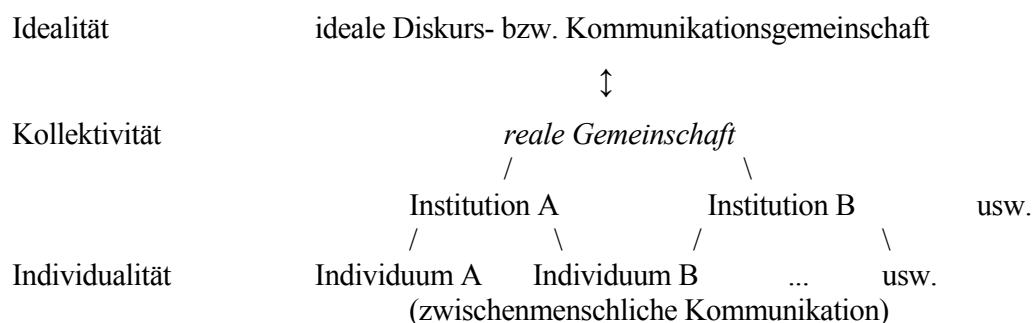 Idealität ideale Diskurs- bzw. Kommunikationsgemeinschaft
↕
Kollektivität reale Gemeinschaft
/ \
Institution A Institution B usw.
/ \ / \
Individualität Individuum A Individuum B ... usw.
(zwischenmenschliche Kommunikation)